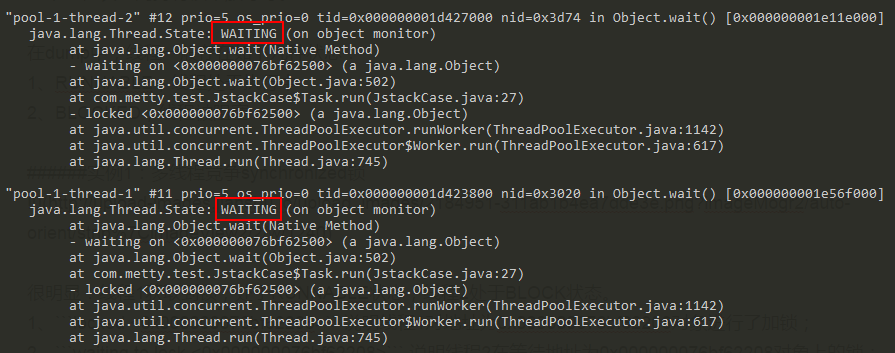 "pool-1-thread-2" #12 prio=5 os_prio=0 tid=0x000000001d427000 nid=0x3d74 in Object.wait() [0x000000001e11e000]
java.lang.Thread.State: WAITING (on object monitor)
at java.lang.Object.wait(Native Method)
- waiting on <0x000000076bf62500> (a java.lang.Object)
at java.lang.Object.wait(Object.java:502)
at com.metty.test.JstackCase$Task.run(JstackCase.java:27)
- locked <0x000000076bf62500> (a java.lang.Object)
at java.util.concurrent.ThreadPoolExecutor.runWorker(ThreadPoolExecutor.java:1142)
at java.util.concurrent.ThreadPoolExecutor$Worker.run(ThreadPoolExecutor.java:617)
at java.lang.Thread.run(Thread.java:745)
"pool-1-thread-1" #11 prio=5 os_prio=0 tid=0x000000001d423800 nid=0x3020 in Object.wait() [0x000000001e56f000]
java.lang.Thread.State: WAITING (on object monitor)
at java.lang.Object.wait(Native Method)
- waiting on <0x000000076bf62500> (a java.lang.Object)
at java.lang.Object.wait(Object.java:502)
at com.metty.test.JstackCase$Task.run(JstackCase.java:27)
- locked <0x000000076bf62500> (a java.lang.Object)
at java.util.concurrent.ThreadPoolExecutor.runWorker(ThreadPoolExecutor.java:1142)
at java.util.concurrent.ThreadPoolExecutor$Worker.run(ThreadPoolExecutor.java:617)
at java.lang.Thread.run(Thread.java:745)